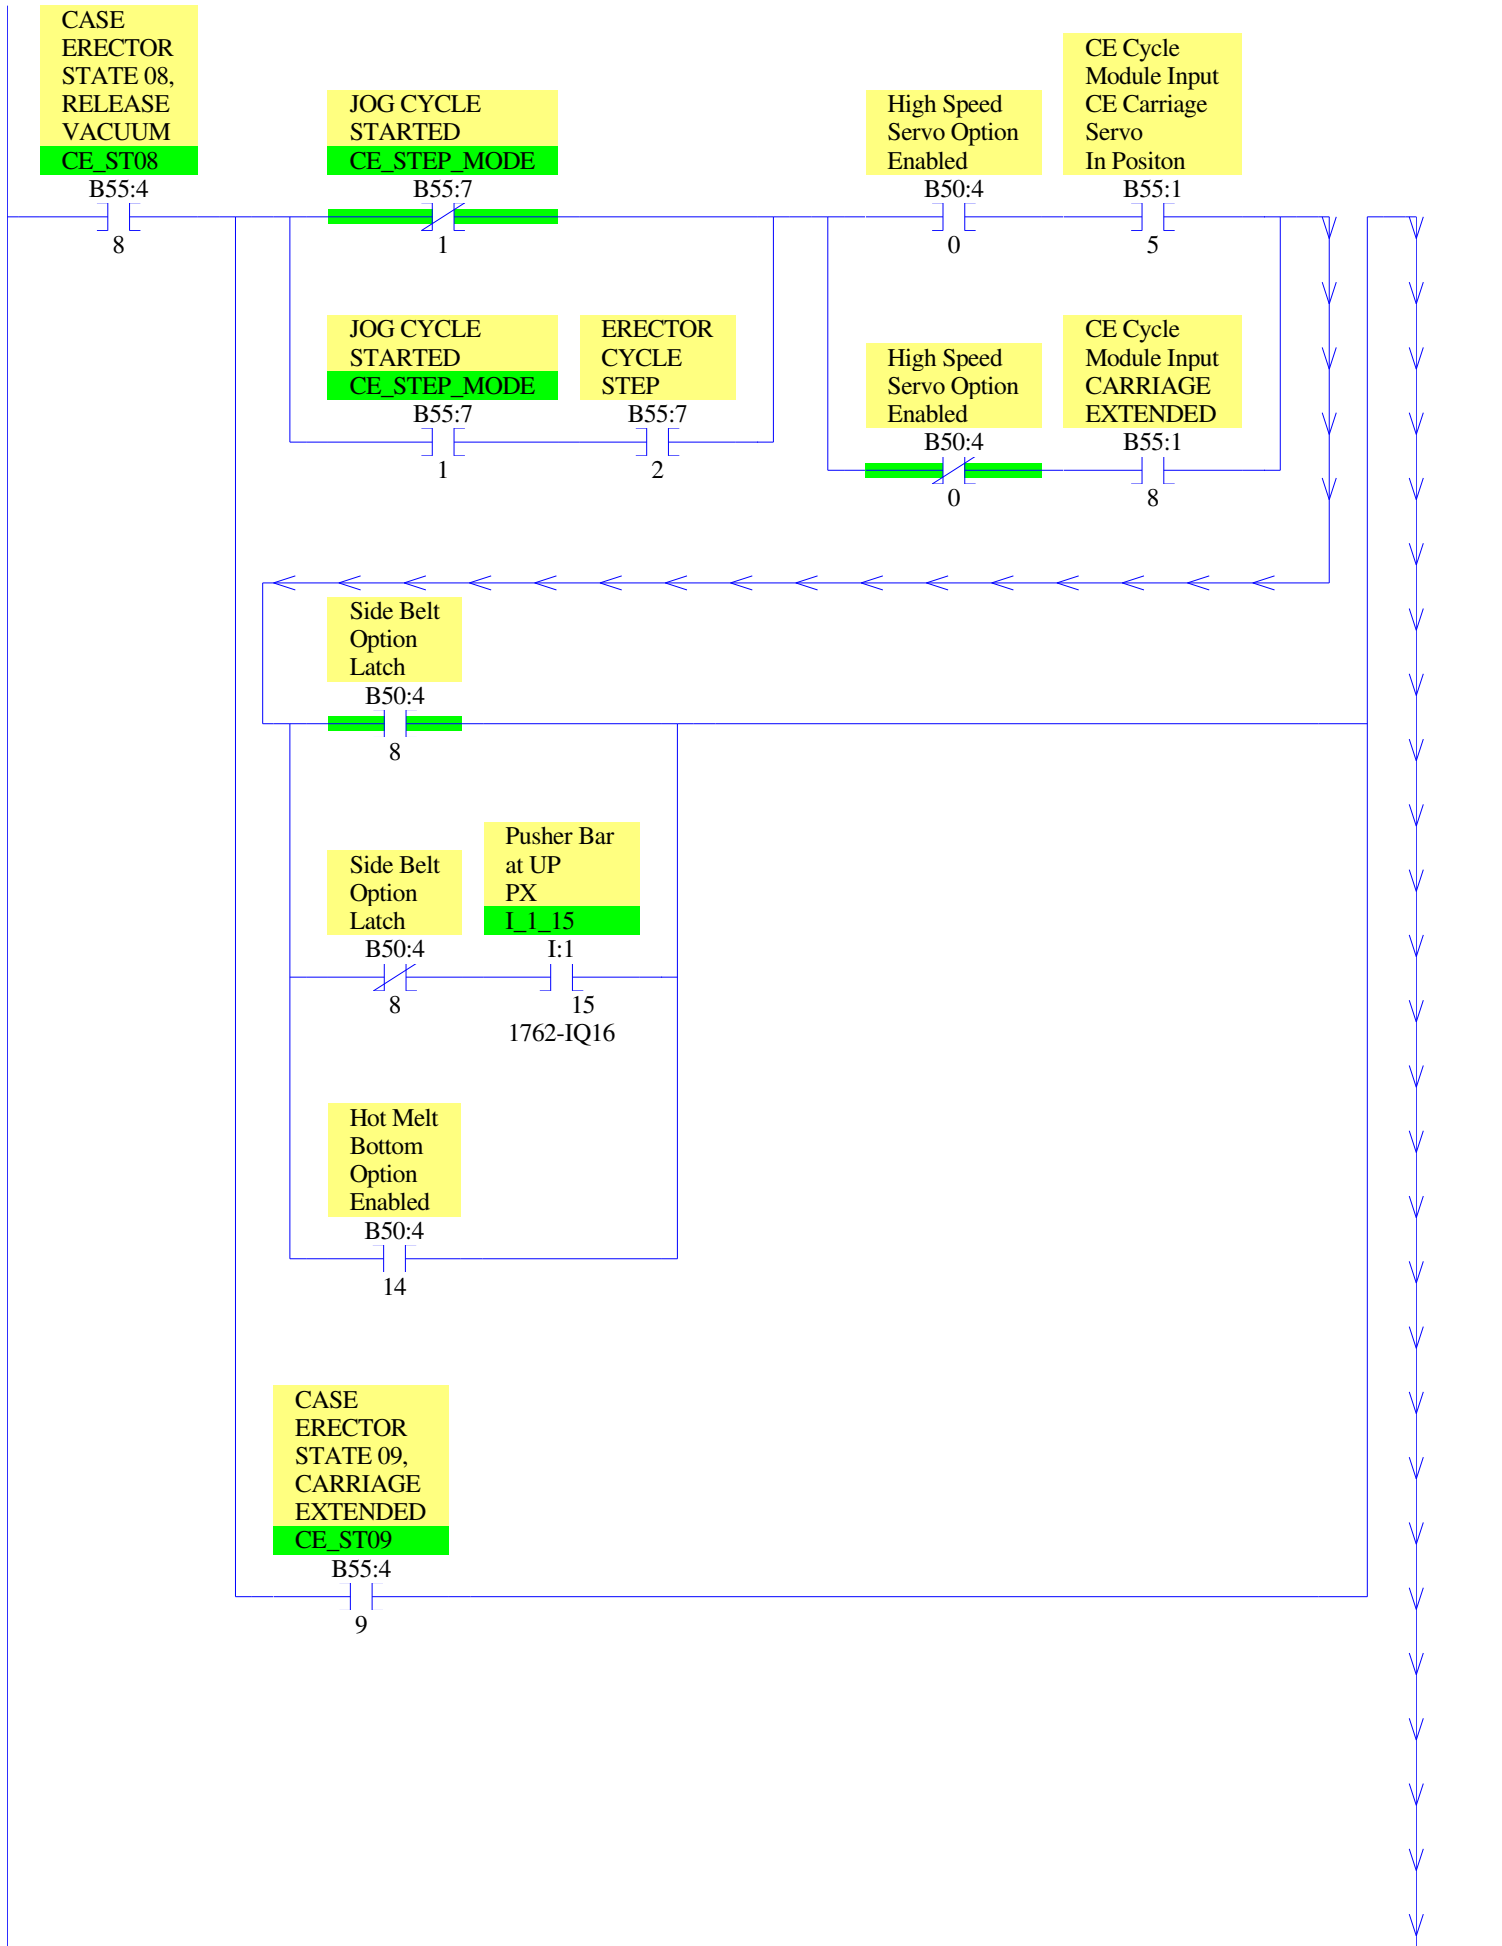 CASE
ERECTOR
STATE 08,
RELEASE
VACUUM
CE_ST08
B55:4
8
JOG CYCLE
STARTED
CE_STEP_MODE
B55:7
1
High Speed
Servo Option
Enabled
B50:4
0
CE Cycle
Module Input
CE Carriage
Servo
In Positon
B55:1
5
JOG CYCLE
STARTED
CE_STEP_MODE
B55:7
1
ERECTOR
CYCLE
STEP
B55:7
2
High Speed
Servo Option
Enabled
B50:4
0
CE Cycle
Module Input
CARRIAGE
EXTENDED
B55:1
8
Side Belt
Option
Latch
B50:4
8
Side Belt
Option
Latch
B50:4
8
Pusher Bar
at UP
PX
I_1_15
I:1
15
1762-IQ16
Hot Melt
Bottom
Option
Enabled
B50:4
14
CASE
ERECTOR
STATE 09,
CARRIAGE
EXTENDED
CE_ST09
B55:4
9